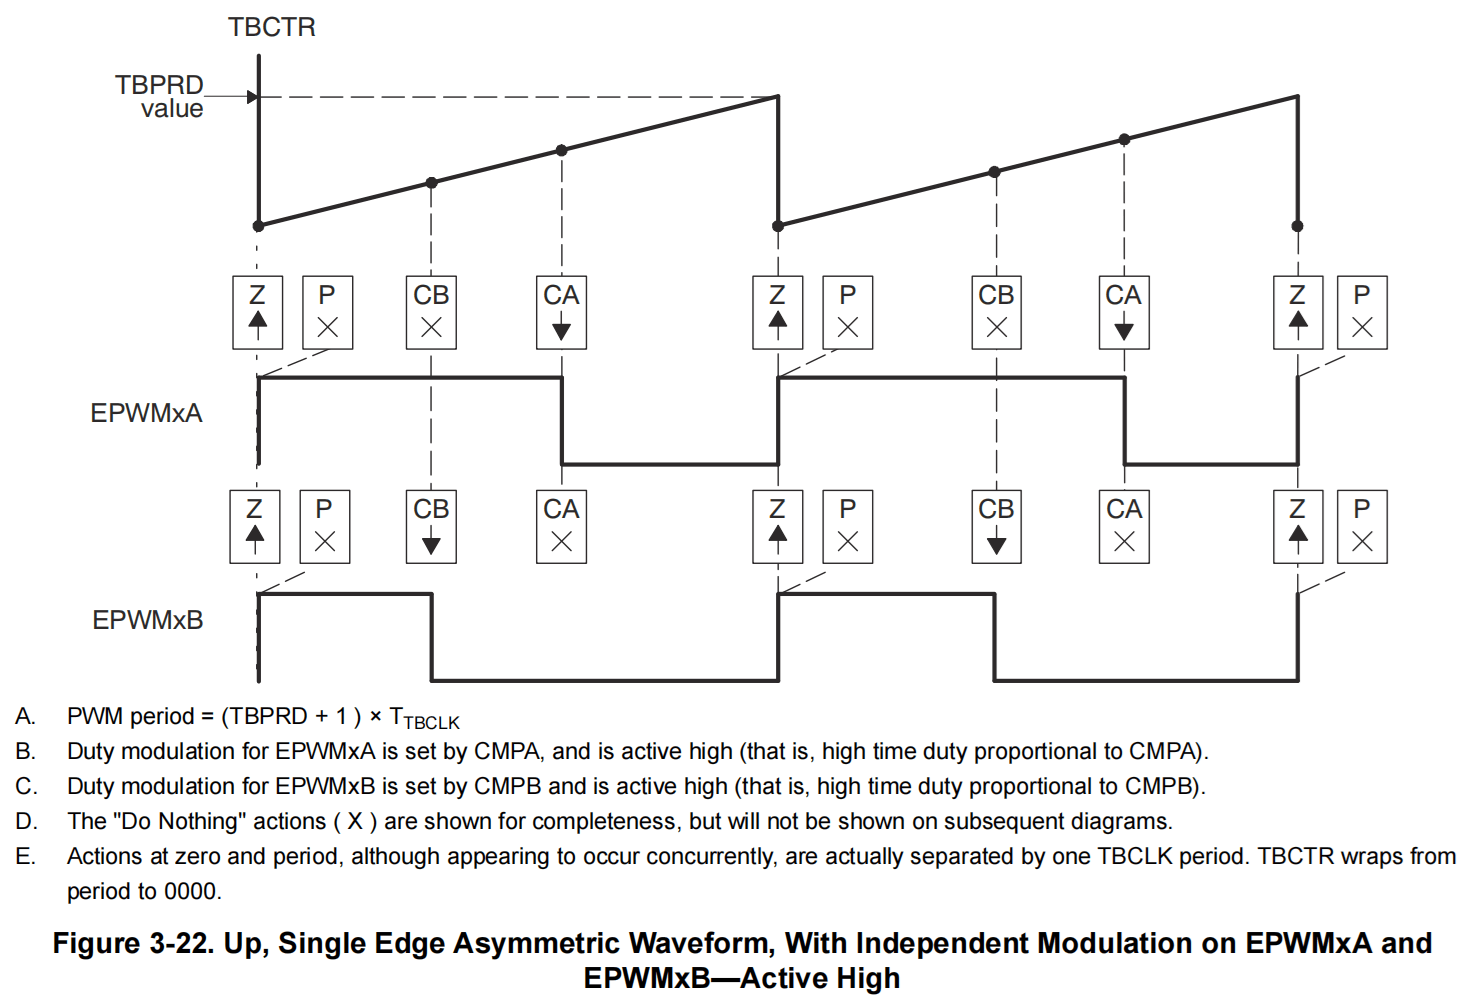 TBCTR
TBPRD
value
Z P CB CA Z P CB CA Z P
EPWMxA
Z P CB CA Z P CB CA Z P
EPWMxB
A. PWM period = (TBPRD + 1 ) × TTBCLK
B. Duty modulation for EPWMxA is set by CMPA, and is active high (that is, high time duty proportional to CMPA).
C. Duty modulation for EPWMxB is set by CMPB and is active high (that is, high time duty proportional to CMPB).
D. The "Do Nothing" actions ( X ) are shown for completeness, but will not be shown on subsequent diagrams.
E. Actions at zero and period, although appearing to occur concurrently, are actually separated by one TBCLK period. TBCTR wraps from
period to 0000.
Figure 3-22. Up, Single Edge Asymmetric Waveform, With Independent Modulation on EPWMxA and
EPWMxB—Active High